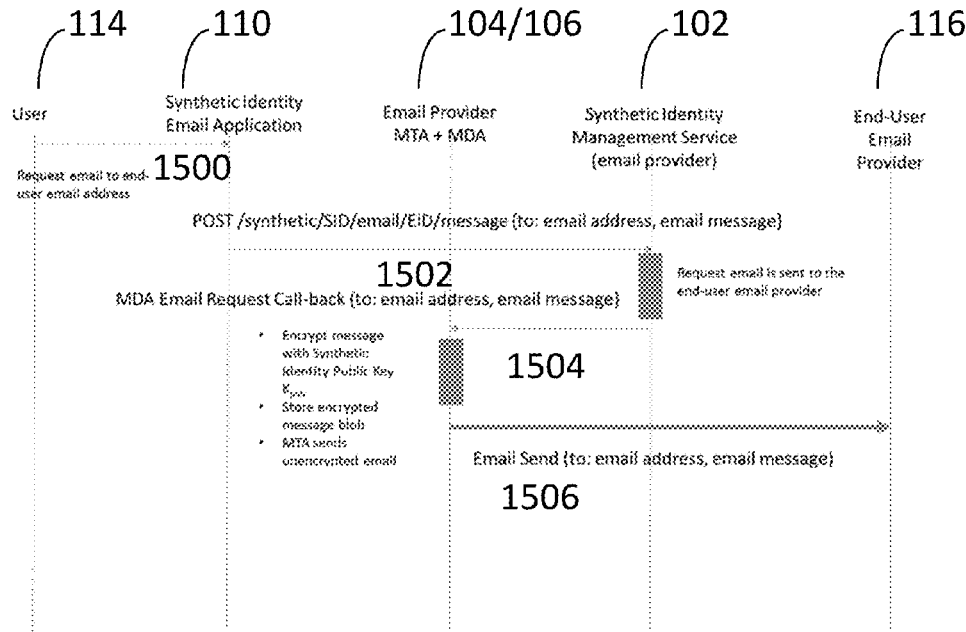 114
110
104/106
102
116
User
Synthetic Identity
Email Application
Email Provider
MTA + MDA
Synthetic Identity
Management Service
(email provider)
End-User
Email
Provider
Request email to end-
user email address
1500
POST /synthetic/SID/email/EID/message {to: email address, email message}
1502
Request email is sent to the
end-user email provider
MDA Email Request Call-back {to: email address, email message}
• Encrypt message
with Synthetic
Identity Public Key
• Store encrypted
message blob
• MTA sends
unencrypted email
1504
Email Send {to: email address, email message}
1506